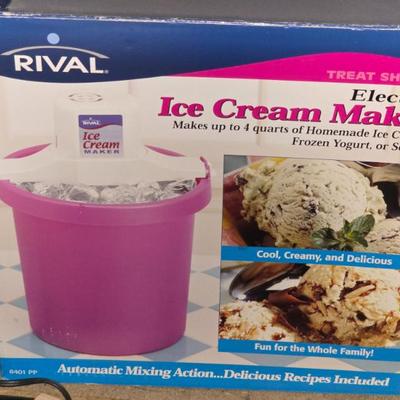 RIVAL®
TREAT SH
Elec
Ice Cream Mak
Makes up to 4 quarts of Homemade Ice C
Frozen Yogurt, or S
RIVAL
Ice
Cream
MAKER
Cool, Creamy, and Delicious
Fun for the Whole Family!
8401 PP
Automatic Mixing Action...Delicious Recipes Included